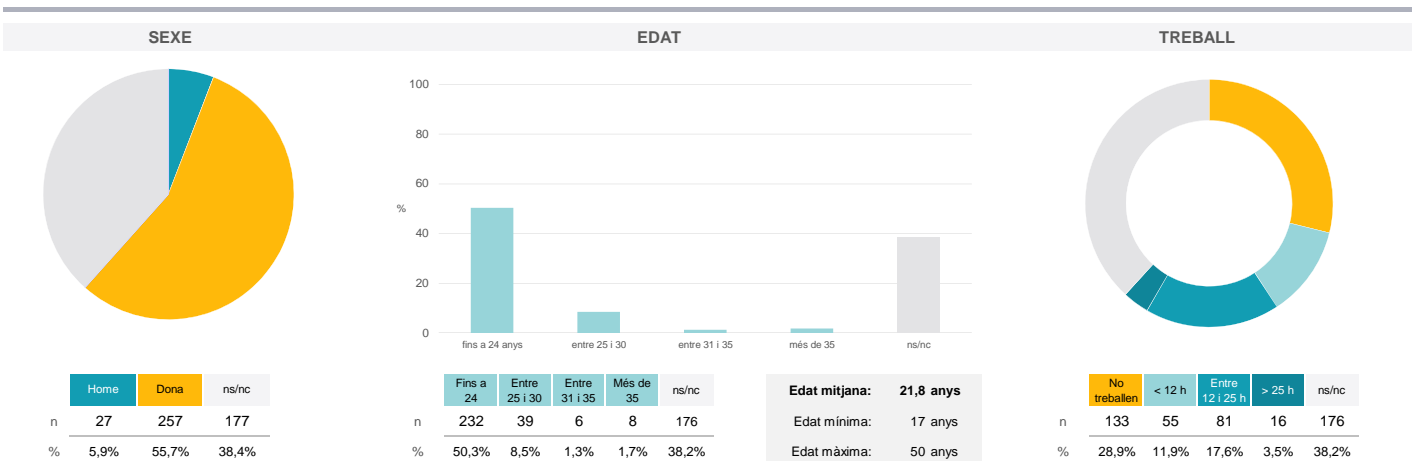 SEXE
EDAT
TREBALL
100
80
60
%
40
20
0
fins a 24 anys
entre 25 i 30
entre 31 i 35
més de 35
ns/nc
Home Dona ns/nc
n 27 257 177
% 5,9% 55,7% 38,4%
Fins a 24 Entre 25 i 30 Entre 31 i 35 Més de 35 ns/nc
n 232 39 6 8 176
% 50,3% 8,5% 1,3% 1,7% 38,2%
Edat mitjana: 21,8 anys
Edat mínima: 17 anys
Edat màxima: 50 anys
No treballen < 12 h Entre 12 i 25 h > 25 h ns/nc
n 133 55 81 16 176
% 28,9% 11,9% 17,6% 3,5% 38,2%